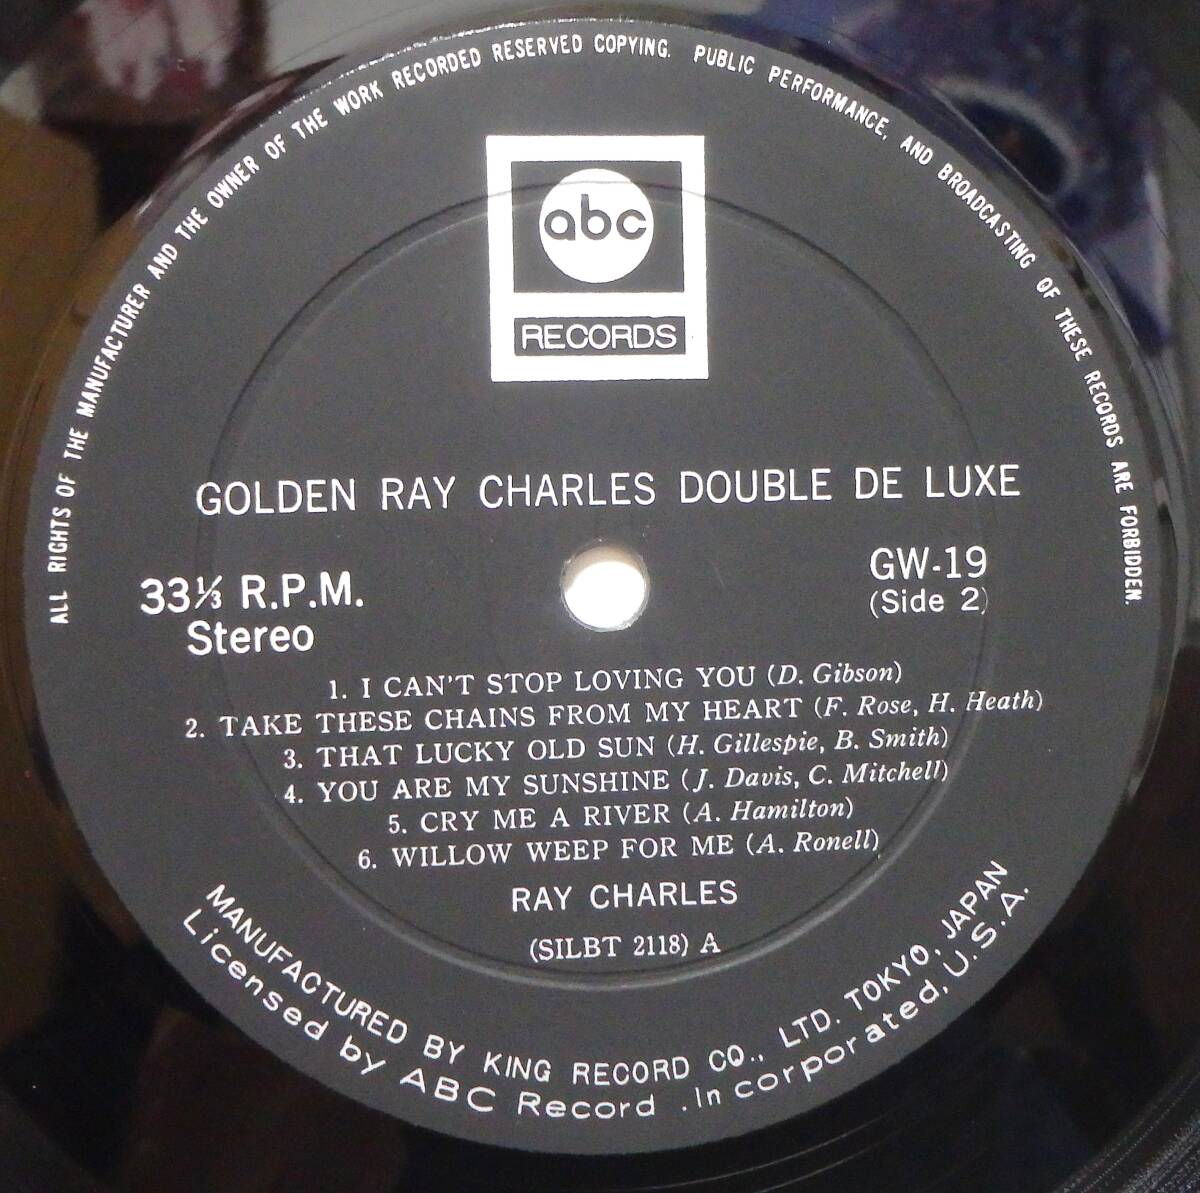 ALL RIGHTS OF THE MANUFACTURER AND THE OWNER OF THE WORK RECORDED RESERVED COPYING. PUBLIC PERFORMANCE, AND BROADCASTING OF THESE RECORDS ARE FORBIDDEN.
abc
RECORDS
GOLDEN RAY CHARLES DOUBLE DE LUXE
33⅓ R.P.M.
Stereo
GW-19
(Side 2)
1. I CAN'T STOP LOVING YOU (D. Gibson)
2. TAKE THESE CHAINS FROM MY HEART (F. Rose, H. Heath)
3. THAT LUCKY OLD SUN (H. Gillespie, B. Smith)
4. YOU ARE MY SUNSHINE (J. Davis, C. Mitchell)
5. CRY ME A RIVER (A. Hamilton)
6. WILLOW WEEP FOR ME (A. Ronell)
RAY CHARLES
(SILBT 2118) A
MANUFACTURED BY KING RECORD CO., LTD. TOKYO, JAPAN
Licensed by ABC Record .Incorporated, U.S.A.